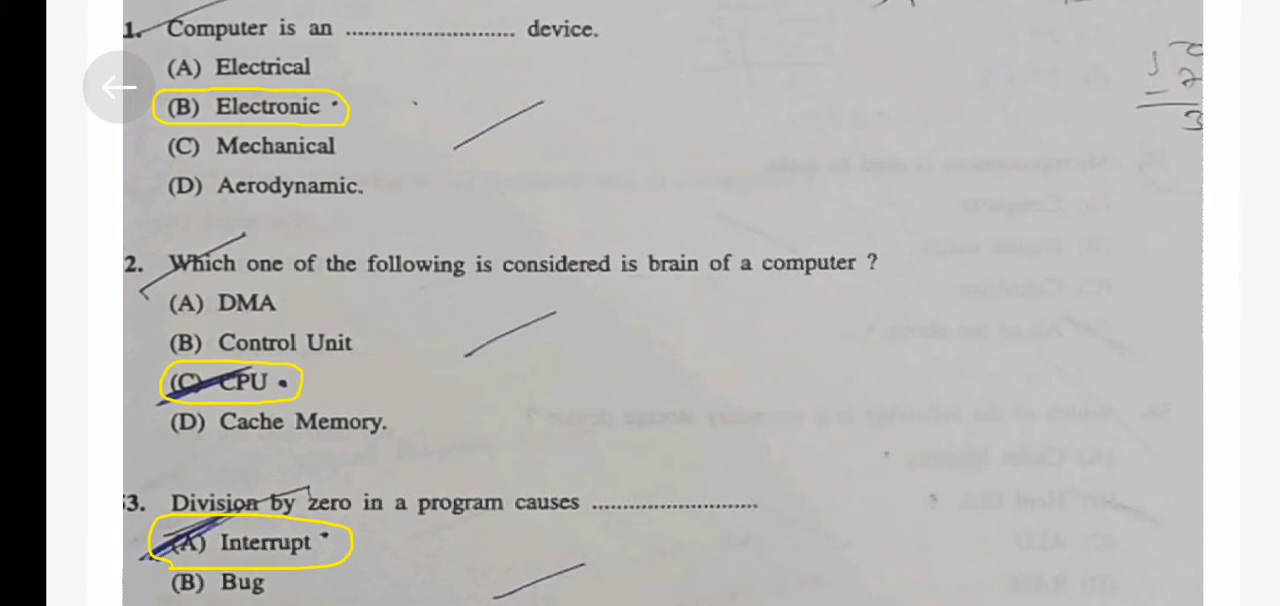 1. Computer is an ............................ device.
(A) Electrical
(B) Electronic
(C) Mechanical
(D) Aerodynamic.
2. Which one of the following is considered is brain of a computer ?
(A) DMA
(B) Control Unit
(C) CPU
(D) Cache Memory.
3. Division by zero in a program causes ............................
(A) Interrupt
(B) Bug